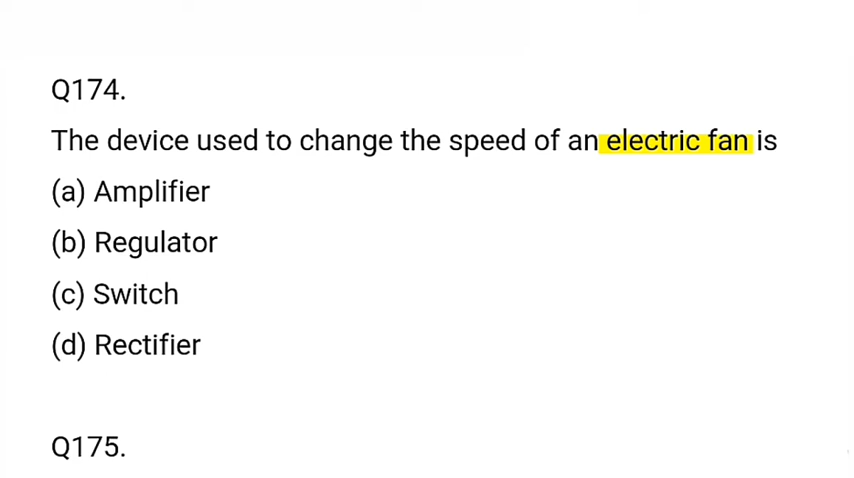 Q174.
The device used to change the speed of an electric fan is
(a) Amplifier
(b) Regulator
(c) Switch
(d) Rectifier
Q175.